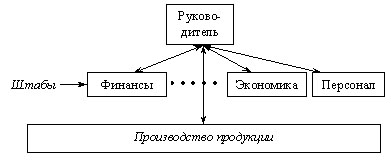 Руково-
дитель
Штабы Финансы Экономика Персонал
Производство продукции